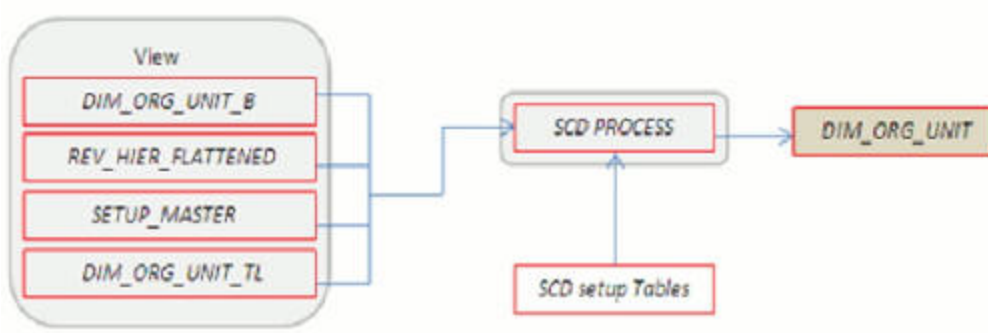 View
DIM_ORG_UNIT_B
REV_HIER_FLATTENED
SETUP_MASTER
DIM_ORG_UNIT_TL
SCD PROCESS
SCD setup Tables
DIM_ORG_UNIT